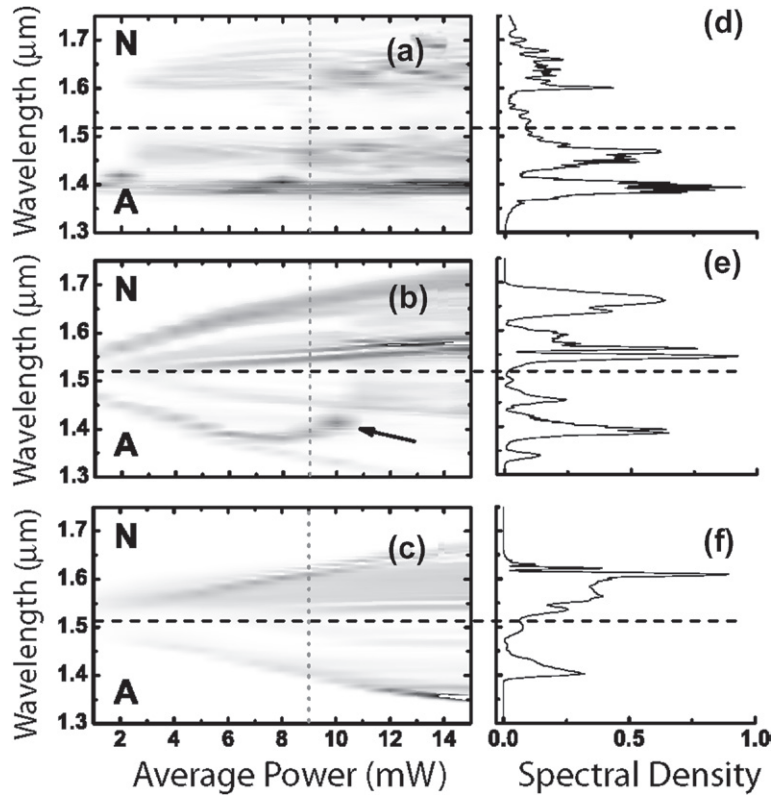 Wavelength (μm)
1.7
1.6
1.5
1.4
1.3
N
(a)
A
(d)
Wavelength (μm)
1.7
1.6
1.5
1.4
1.3
N
(b)
A
(e)
Wavelength (μm)
1.7
1.6
1.5
1.4
1.3
N
(c)
A
(f)
2 4 6 8 10 12 14
0.0 0.5 1.0
Average Power (mW)
Spectral Density